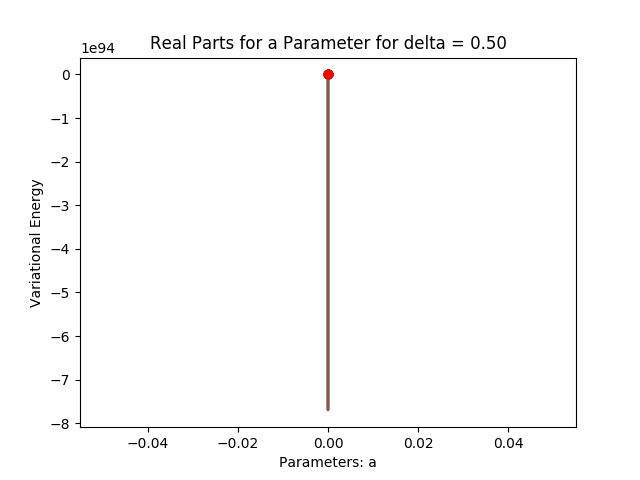 Real Parts for a Parameter for delta = 0.50
1e94
0
−1
−2
−3
−4
−5
−6
−7
−8
Variational Energy
−0.04 −0.02 0.00 0.02 0.04
Parameters: a